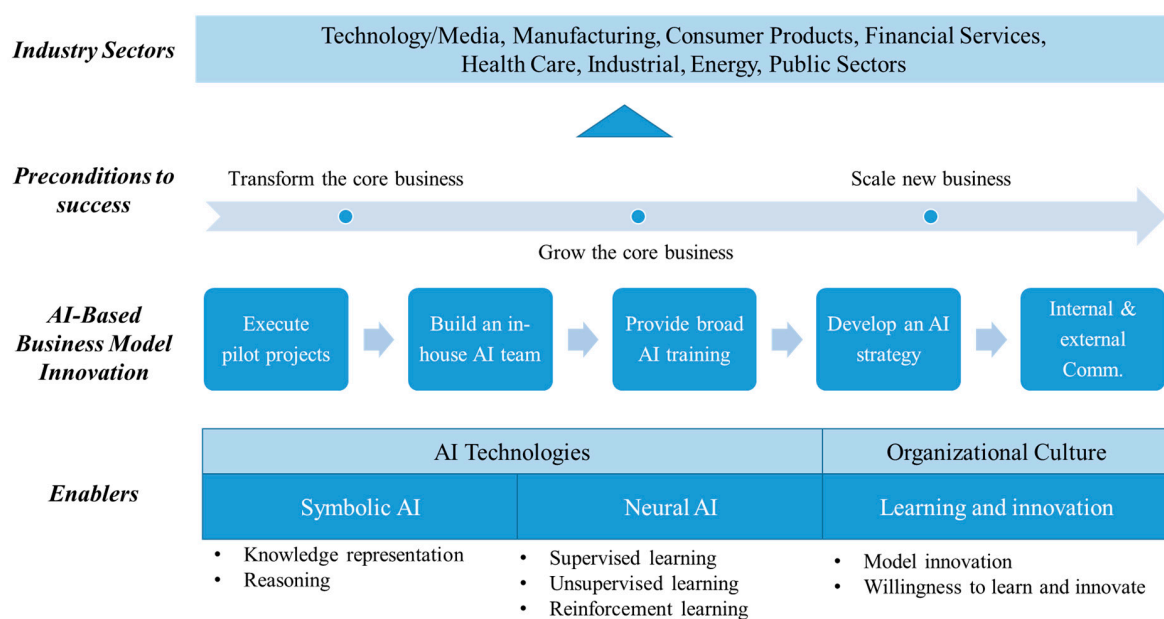 Industry Sectors
Technology/Media, Manufacturing, Consumer Products, Financial Services,
Health Care, Industrial, Energy, Public Sectors
Preconditions to
success
Transform the core business
Scale new business
Grow the core business
AI-Based
Business Model
Innovation
Execute
pilot projects
Build an in-
house AI team
Provide broad
AI training
Develop an AI
strategy
Internal &
external
Comm.
Enablers
AI Technologies
Organizational Culture
Symbolic AI
Neural AI
Learning and innovation
• Knowledge representation
• Reasoning
• Supervised learning
• Unsupervised learning
• Reinforcement learning
• Model innovation
• Willingness to learn and innovate